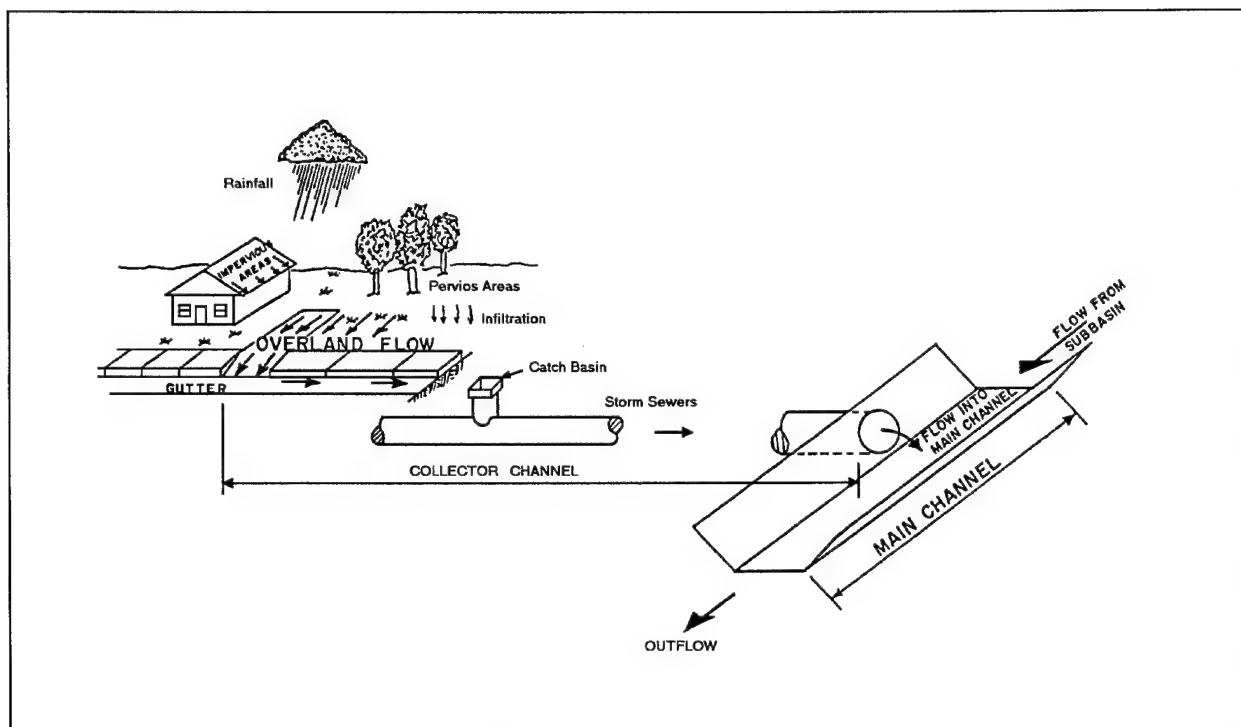 Rainfall
IMPERVIOUS
AREAS
Pervios Areas
Infiltration
OVERLAND FLOW
GUTTER
Catch Basin
Storm Sewers
COLLECTOR CHANNEL
FLOW FROM
SUBBASIN
FLOW INTO
MAIN CHANNEL
MAIN CHANNEL
OUTFLOW